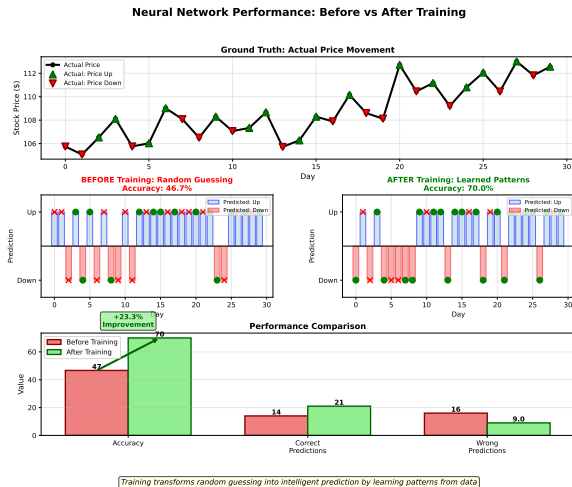 Neural Network Performance: Before vs After Training
Ground Truth: Actual Price Movement
Actual Price
Actual: Price Up
Actual: Price Down
Stock Price ($)
112
110
108
106
0
5
10
15
20
25
30
Day
BEFORE Training: Random Guessing
Accuracy: 46.7%
Predicted: Up
Predicted: Down
Prediction
Up
Down
0
5
10
15
20
25
30
Day
AFTER Training: Learned Patterns
Accuracy: 70.0%
Predicted: Up
Predicted: Down
Prediction
Up
Down
0
5
10
15
20
25
30
Day
Performance Comparison
+23.3%
Improvement
Before Training
After Training
Value
60
40
20
0
47
70
14
21
16
9.0
Accuracy
Correct
Predictions
Wrong
Predictions
Training transforms random guessing into intelligent prediction by learning patterns from data